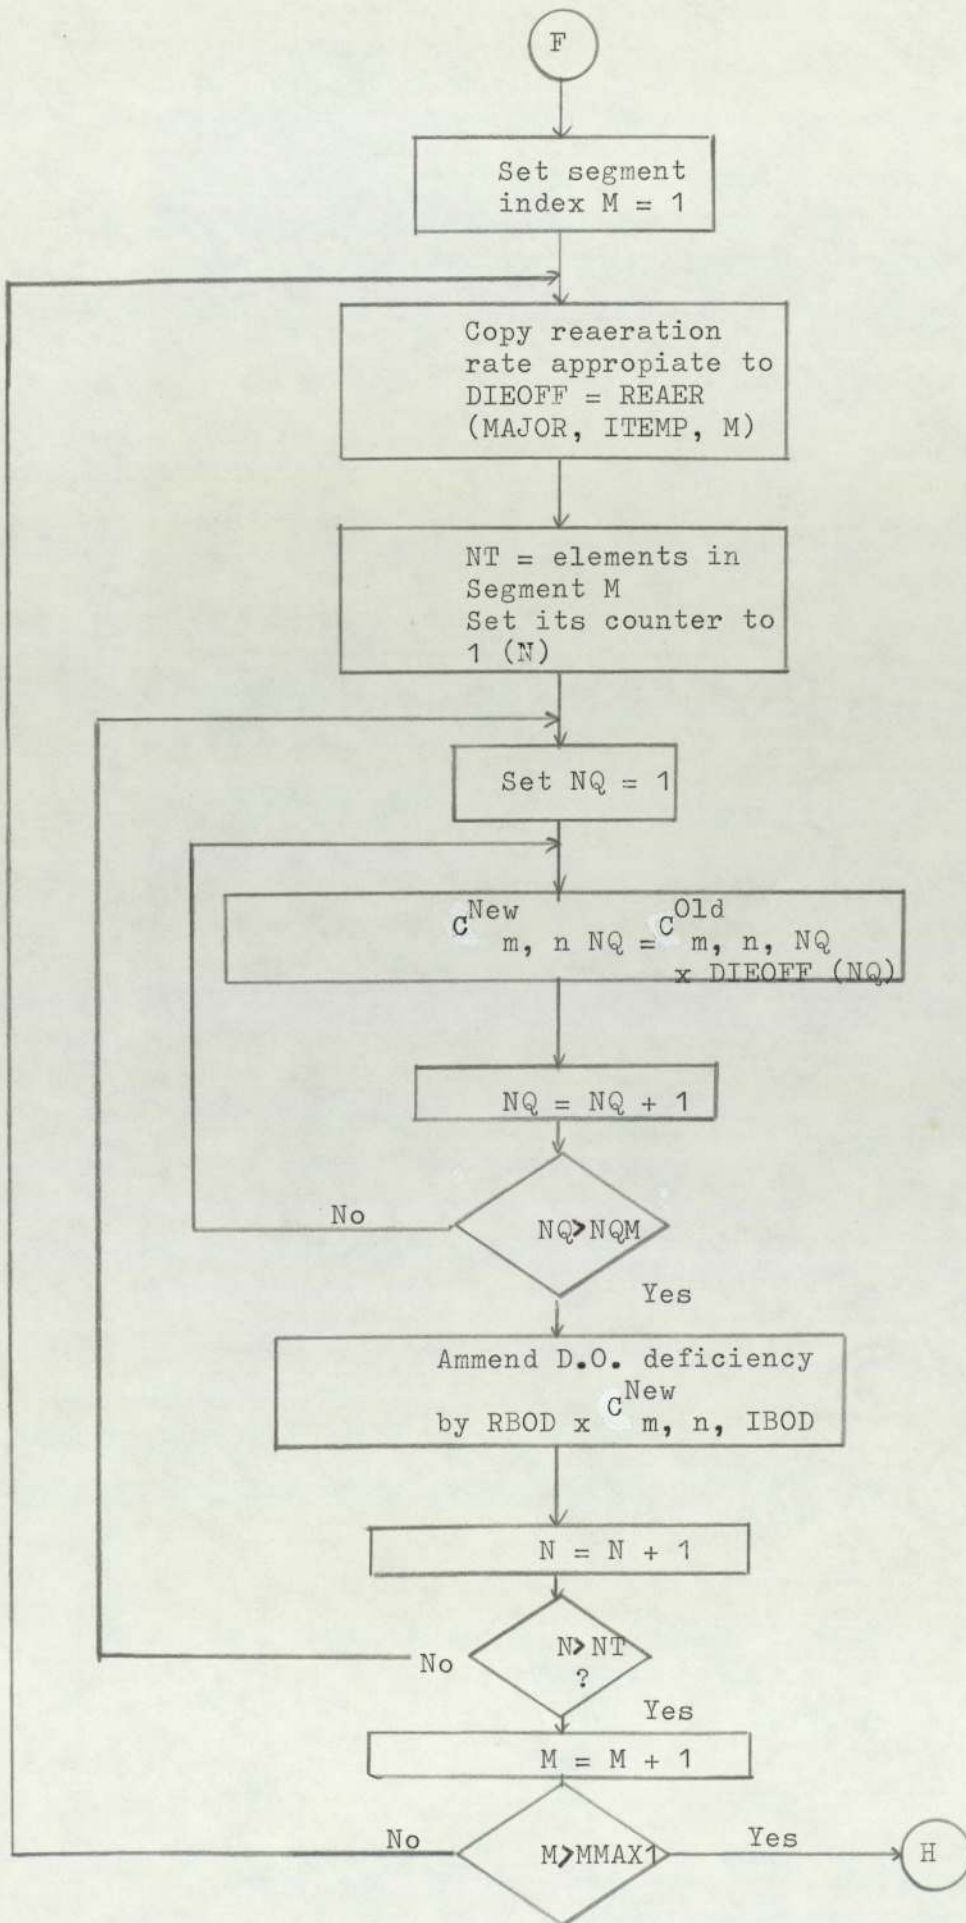 F
Set segment
index M = 1
Copy reaeration
rate appropiate to
DIEOFF = REAER
(MAJOR, ITEMP, M)
NT = elements in
Segment M
Set its counter to
1 (N)
Set NQ = 1
C New m, n NQ = C Old m, n, NQ
x DIEOFF (NQ)
NQ = NQ + 1
NQ>NQM
No
Yes
Ammend D.O. deficiency
by RBOD x C New m, n, IBOD
N = N + 1
N>NT
?
No
Yes
M = M + 1
M>MMAX1
No
Yes
H